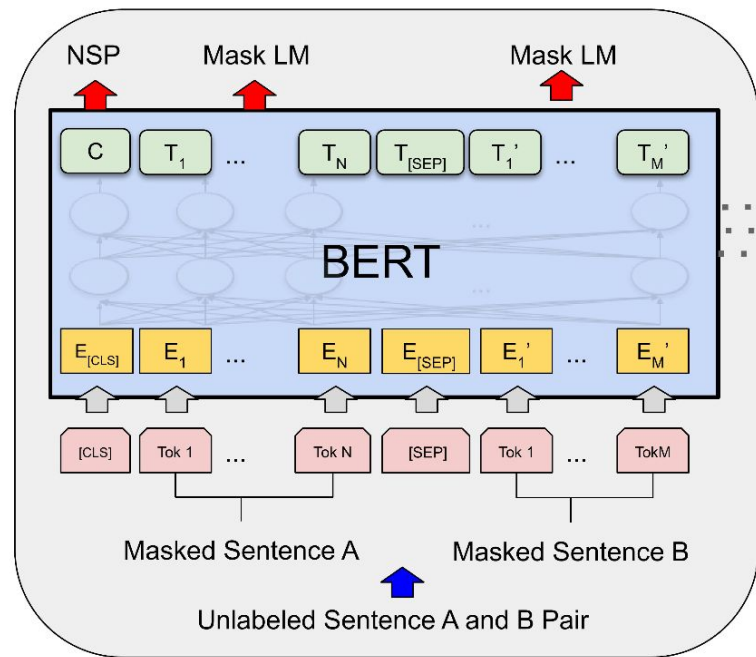 NSP Mask LM Mask LM
C T1 ... TN T[SEP] T1’ ... TM’
...
BERT
...
E[CLS] E1 ... EN E[SEP] E1’ ... EM’
[CLS] Tok 1 ... Tok N [SEP] Tok 1 ... TokM
Masked Sentence A Masked Sentence B
Unlabeled Sentence A and B Pair